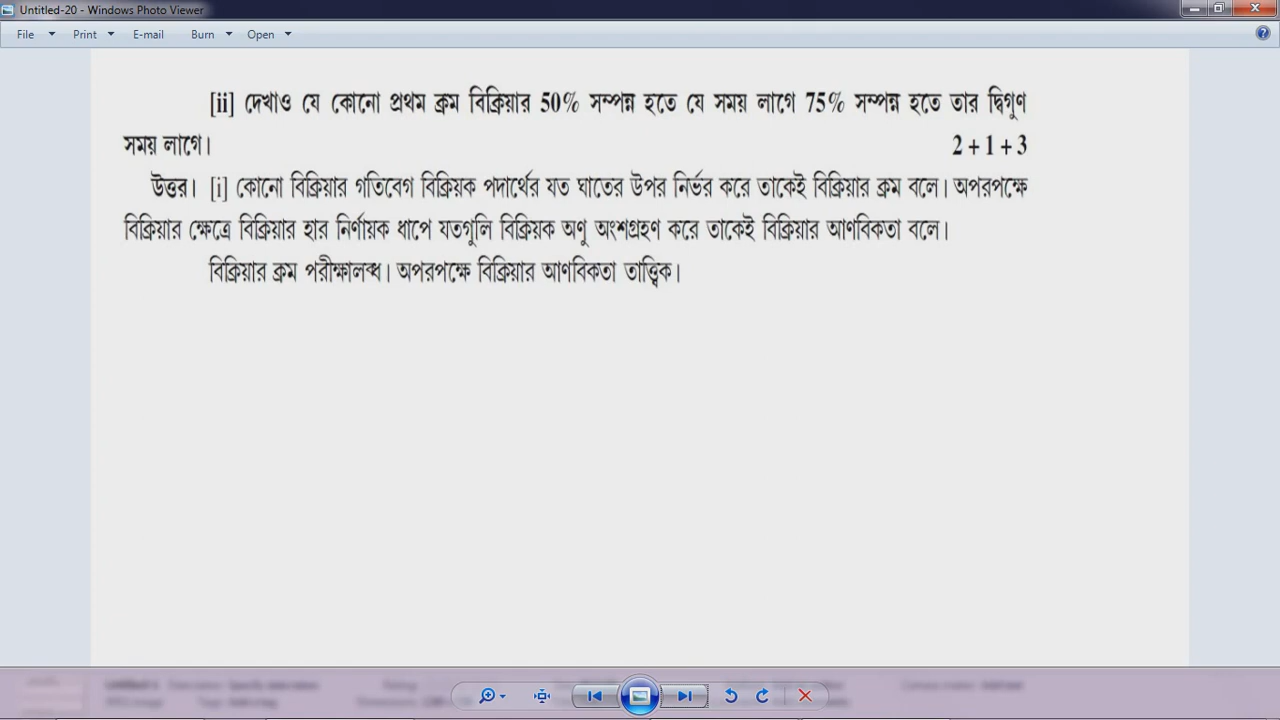 Untitled-20 - Windows Photo Viewer
File Print E-mail Burn Open
[ii] দেখাও যে কোনো প্রথম ক্রম বিক্রিয়ার 50% সম্পন্ন হতে যে সময় লাগে 75% সম্পন্ন হতে তার দ্বিগুণ
সময় লাগে। 2 + 1 + 3
উত্তর। [i] কোনো বিক্রিয়ার গতিবেগ বিক্রিয়ক পদার্থের যত ঘাতের উপর নির্ভর করে তাকেই বিক্রিয়ার ক্রম বলে। অপরপক্ষে
বিক্রিয়ার ক্ষেত্রে বিক্রিয়ার হার নির্ণায়ক ধাপে যতগুলি বিক্রিয়ক অণু অংশগ্রহণ করে তাকেই বিক্রিয়ার আণবিকতা বলে।
বিক্রিয়ার ক্রম পরীক্ষালব্ধ। অপরপক্ষে বিক্রিয়ার আণবিকতা তাত্ত্বিক।